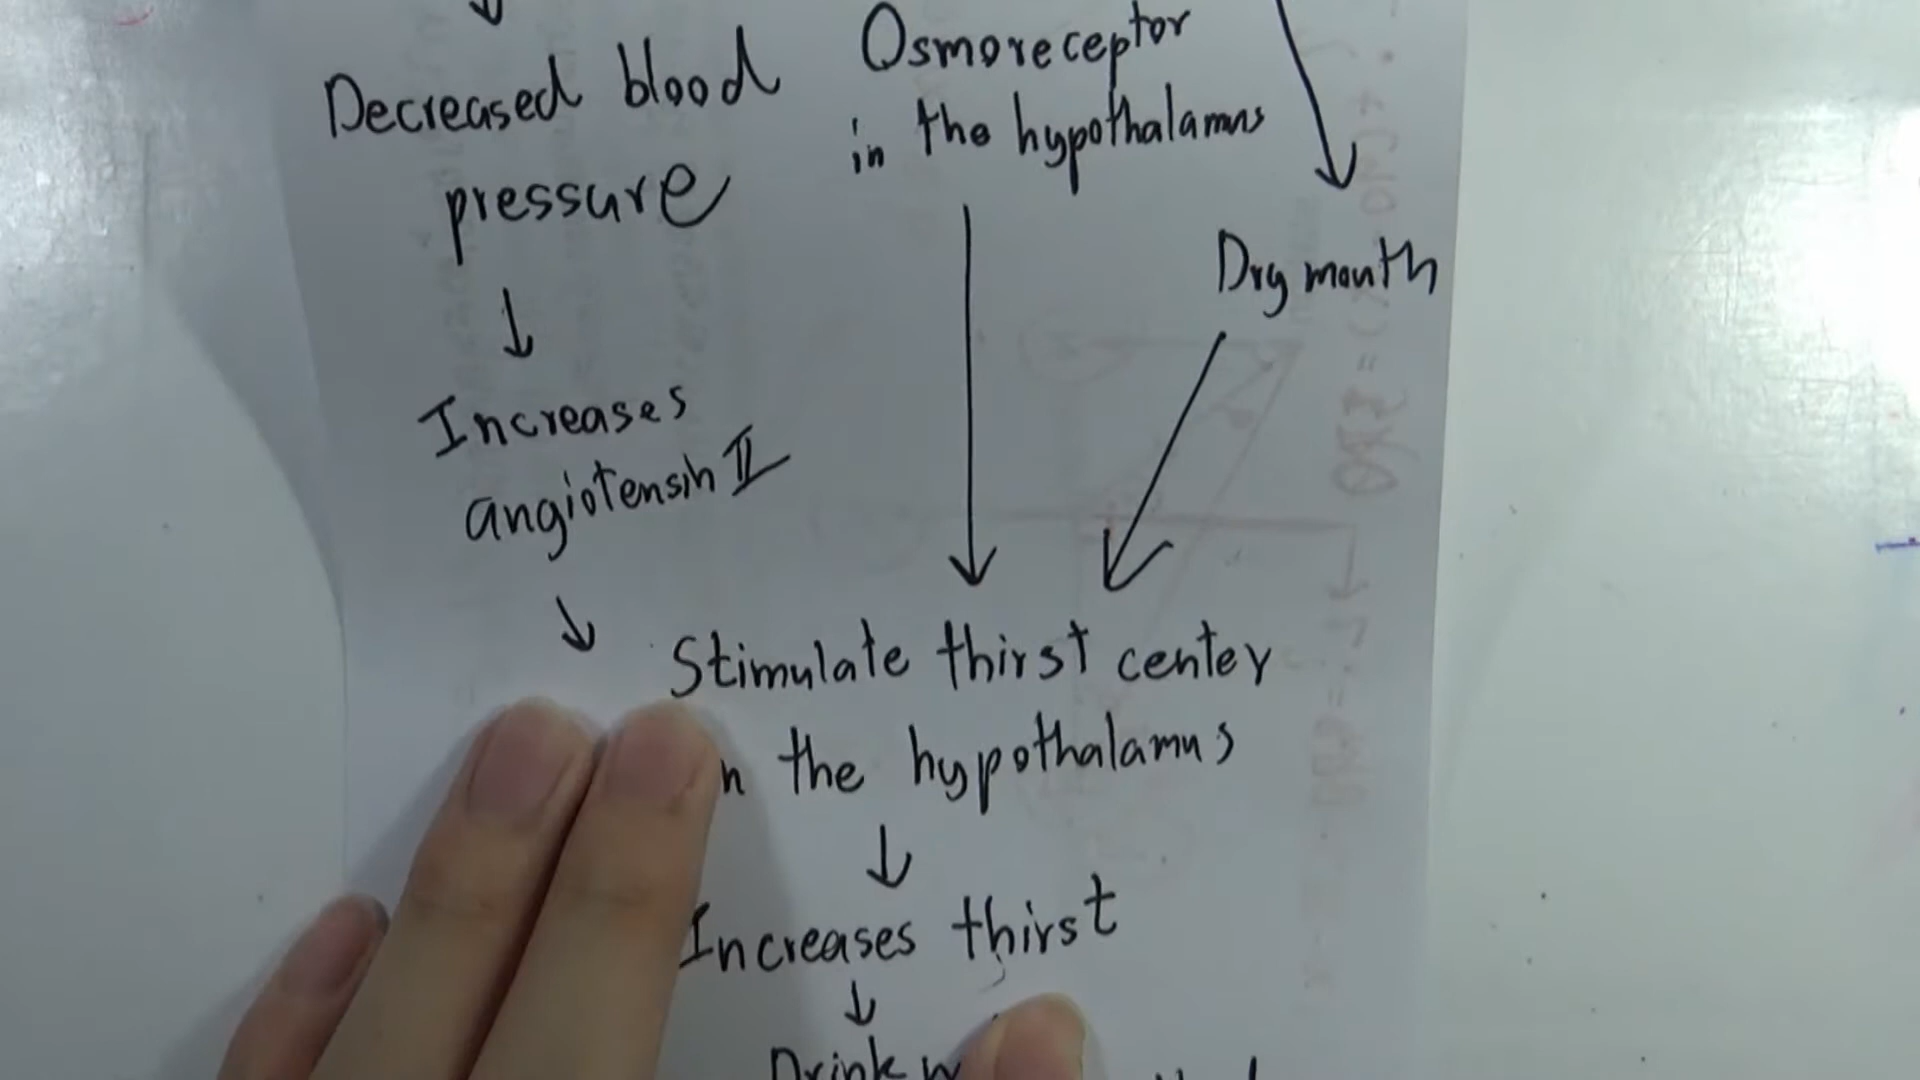 Decreased blood
pressure
↓
Increases
angiotensin II
↓
Osmoreceptor
in the hypothalamus
Dry mouth
Stimulate thirst center
n the hypothalamus
↓
Increases thirst
↓
Drink